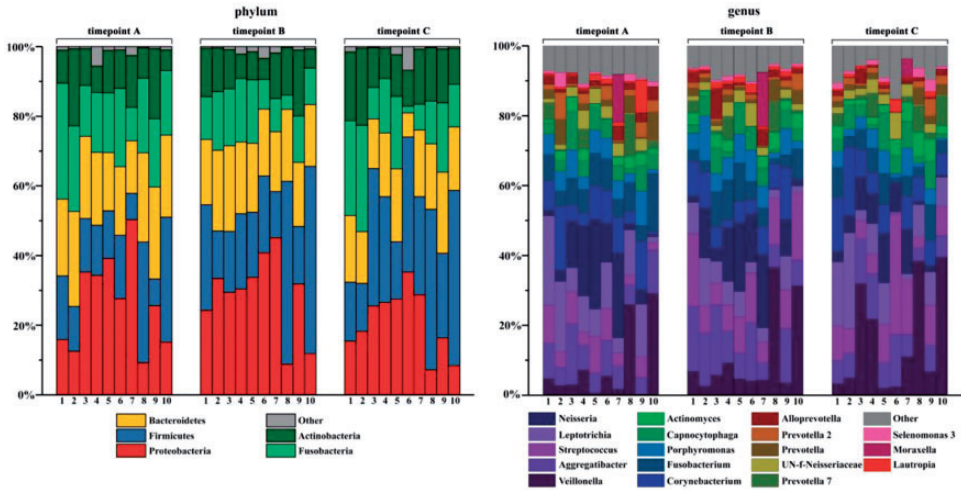 phylum
timepoint A timepoint B timepoint C
100%
80%
60%
40%
20%
0%
1 2 3 4 5 6 7 8 9 10 1 2 3 4 5 6 7 8 9 10 1 2 3 4 5 6 7 8 9 10
Bacteroidetes Other
Firmicutes Actinobacteria
Proteobacteria Fusobacteria
genus
timepoint A timepoint B timepoint C
100%
80%
60%
40%
20%
0%
1 2 3 4 5 6 7 8 9 10 1 2 3 4 5 6 7 8 9 10 1 2 3 4 5 6 7 8 9 10
Neisseria Actinomyces Alloprevotella Other
Leptotrichia Capnocytophaga Prevotella 2 Selenomonas 3
Streptococcus Porphyromonas Prevotella Moraxella
Aggregatibacter Fusobacterium UN-f-Neisseriaceae Lautropia
Veillonella Corynebacterium Prevotella 7